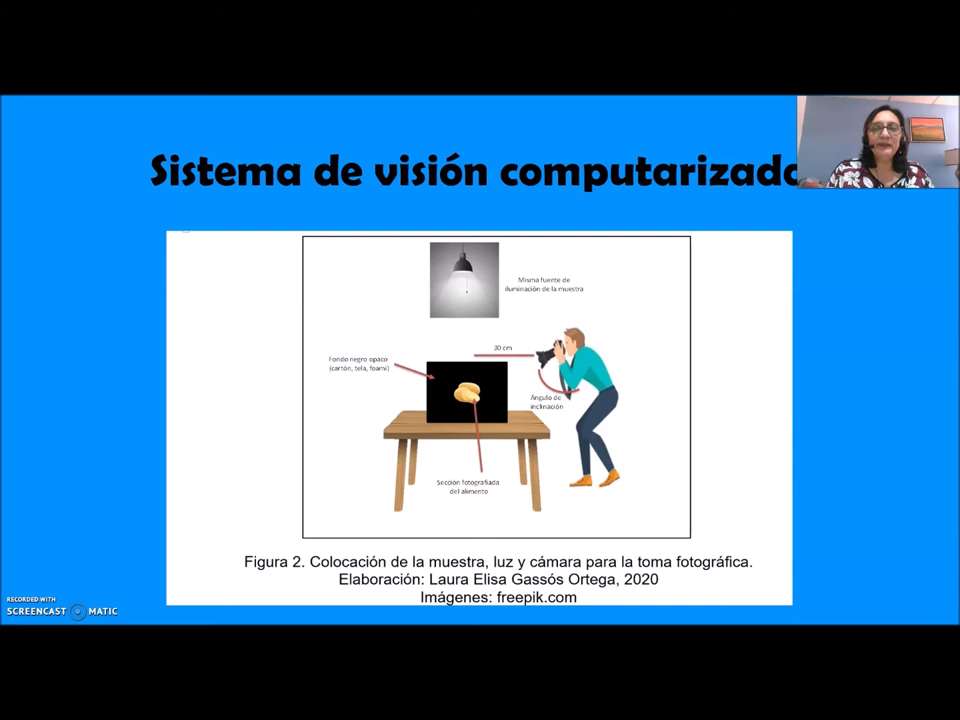 Sistema de visión computarizada
Misma fuente de
iluminación de la muestra
30 cm
Fondo negro opaco
(cartón, tela, foami)
Ángulo de
inclinación
Sección fotografiada
del alimento
Figura 2. Colocación de la muestra, luz y cámara para la toma fotográfica.
Elaboración: Laura Elisa Gassós Ortega, 2020
Imágenes: freepik.com
RECORDED WITH
SCREENCAST MATIC